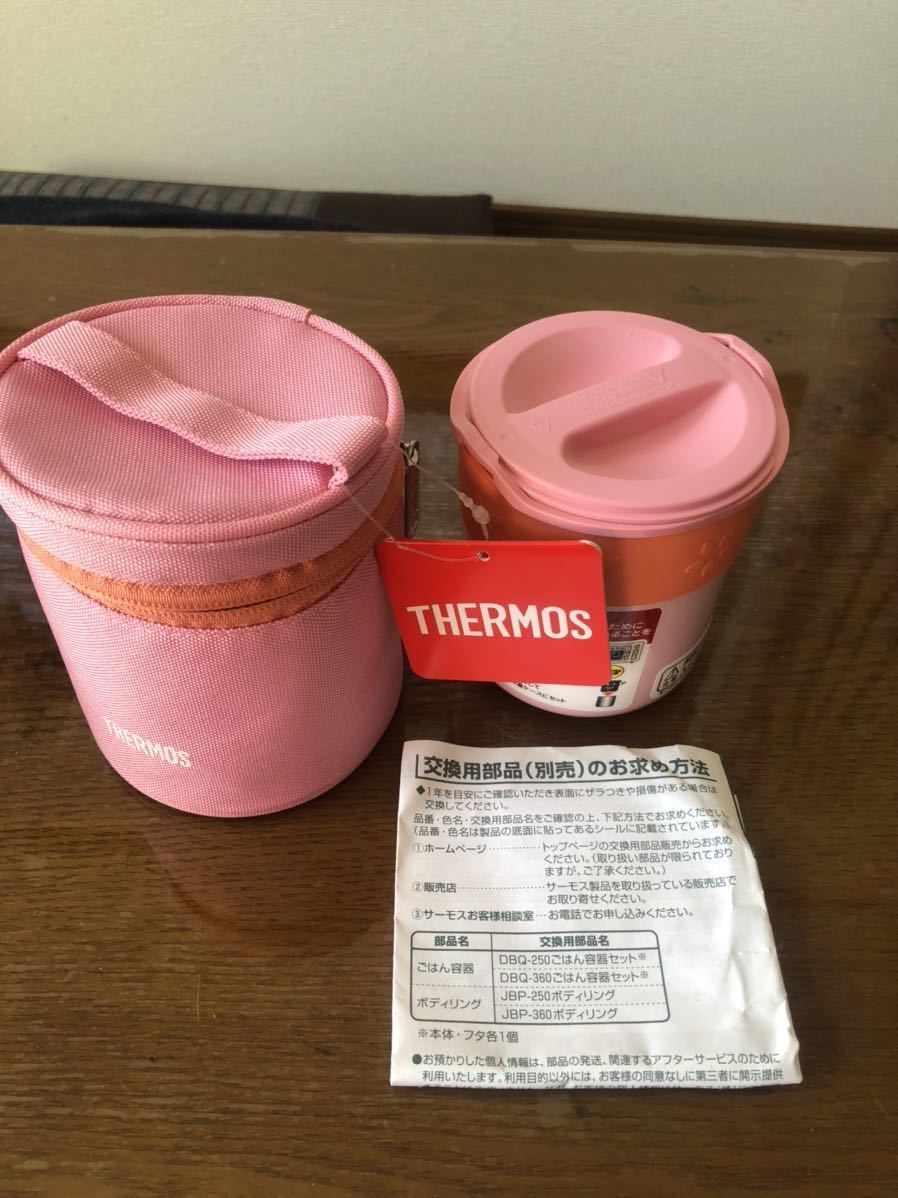 THERMOS
THERMOS
ために
ることを
して
ケースにセット
交換用部品(別売)のお求め方法
◆1年を目安にご確認いただき表面にザラつきや損傷がある場合は
交換してください。
品番・色名・交換用部品名をご確認の上、下記方法でお求めください。
(品番・色名は製品の底面に貼ってあるシールに記載されています。)
①ホームページ…………トップページの交換用部品販売からお求め
ください。(取り扱い部品が限られており
ますが、ご了承ください。)
②販売店…………………サーモス製品を取り扱っている販売店で
お取り寄せください。
③サーモスお客様相談室…お電話でお申し込みください。
部品名 交換用部品名
ごはん容器 DBQ-250ごはん容器セット※
DBQ-360ごはん容器セット※
ボディリング JBP-250ボディリング
JBP-360ボディリング
※本体・フタ各1個
●お預かりした個人情報は、部品の発送、関連するアフターサービスのために
利用いたします。利用目的以外には、お客様の同意なしに第三者に開示提供